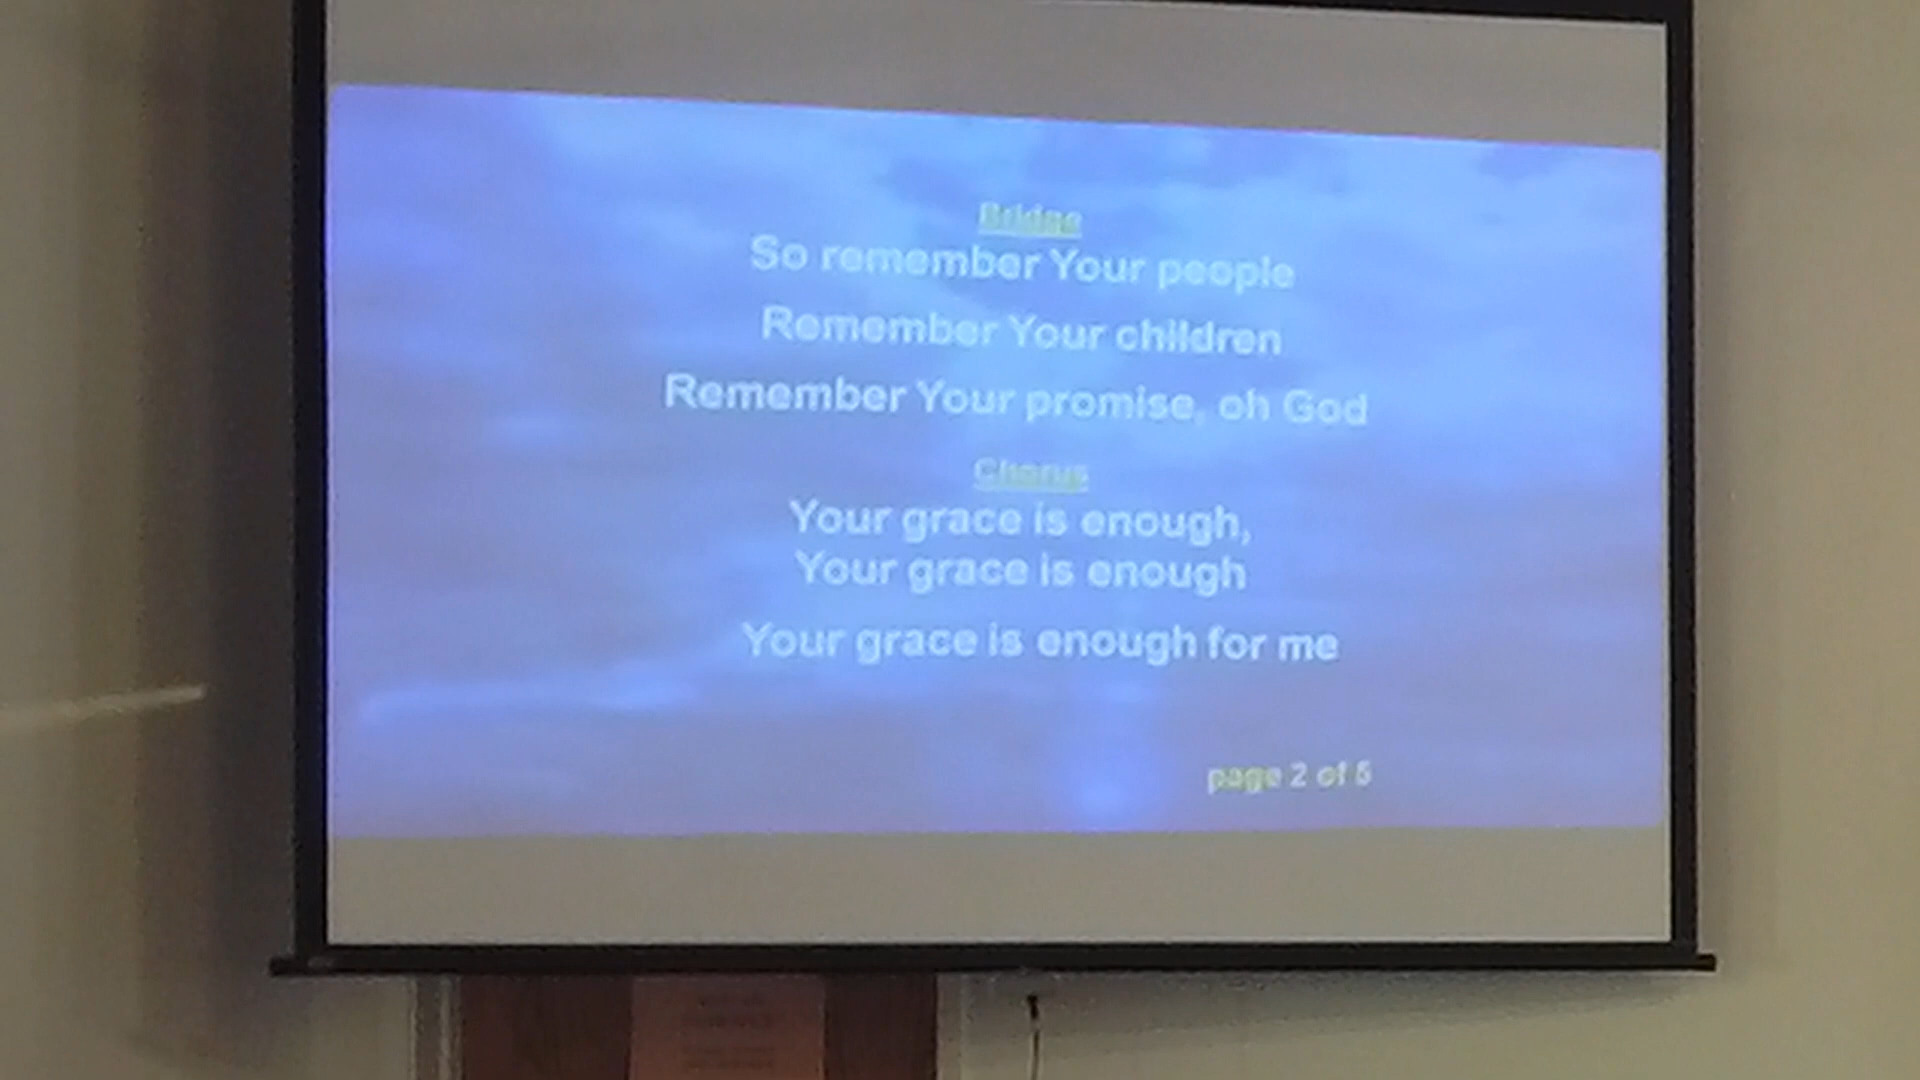 Bridge
So remember Your people
Remember Your children
Remember Your promise, oh God
Chorus
Your grace is enough,
Your grace is enough
Your grace is enough for me
page 2 of 5